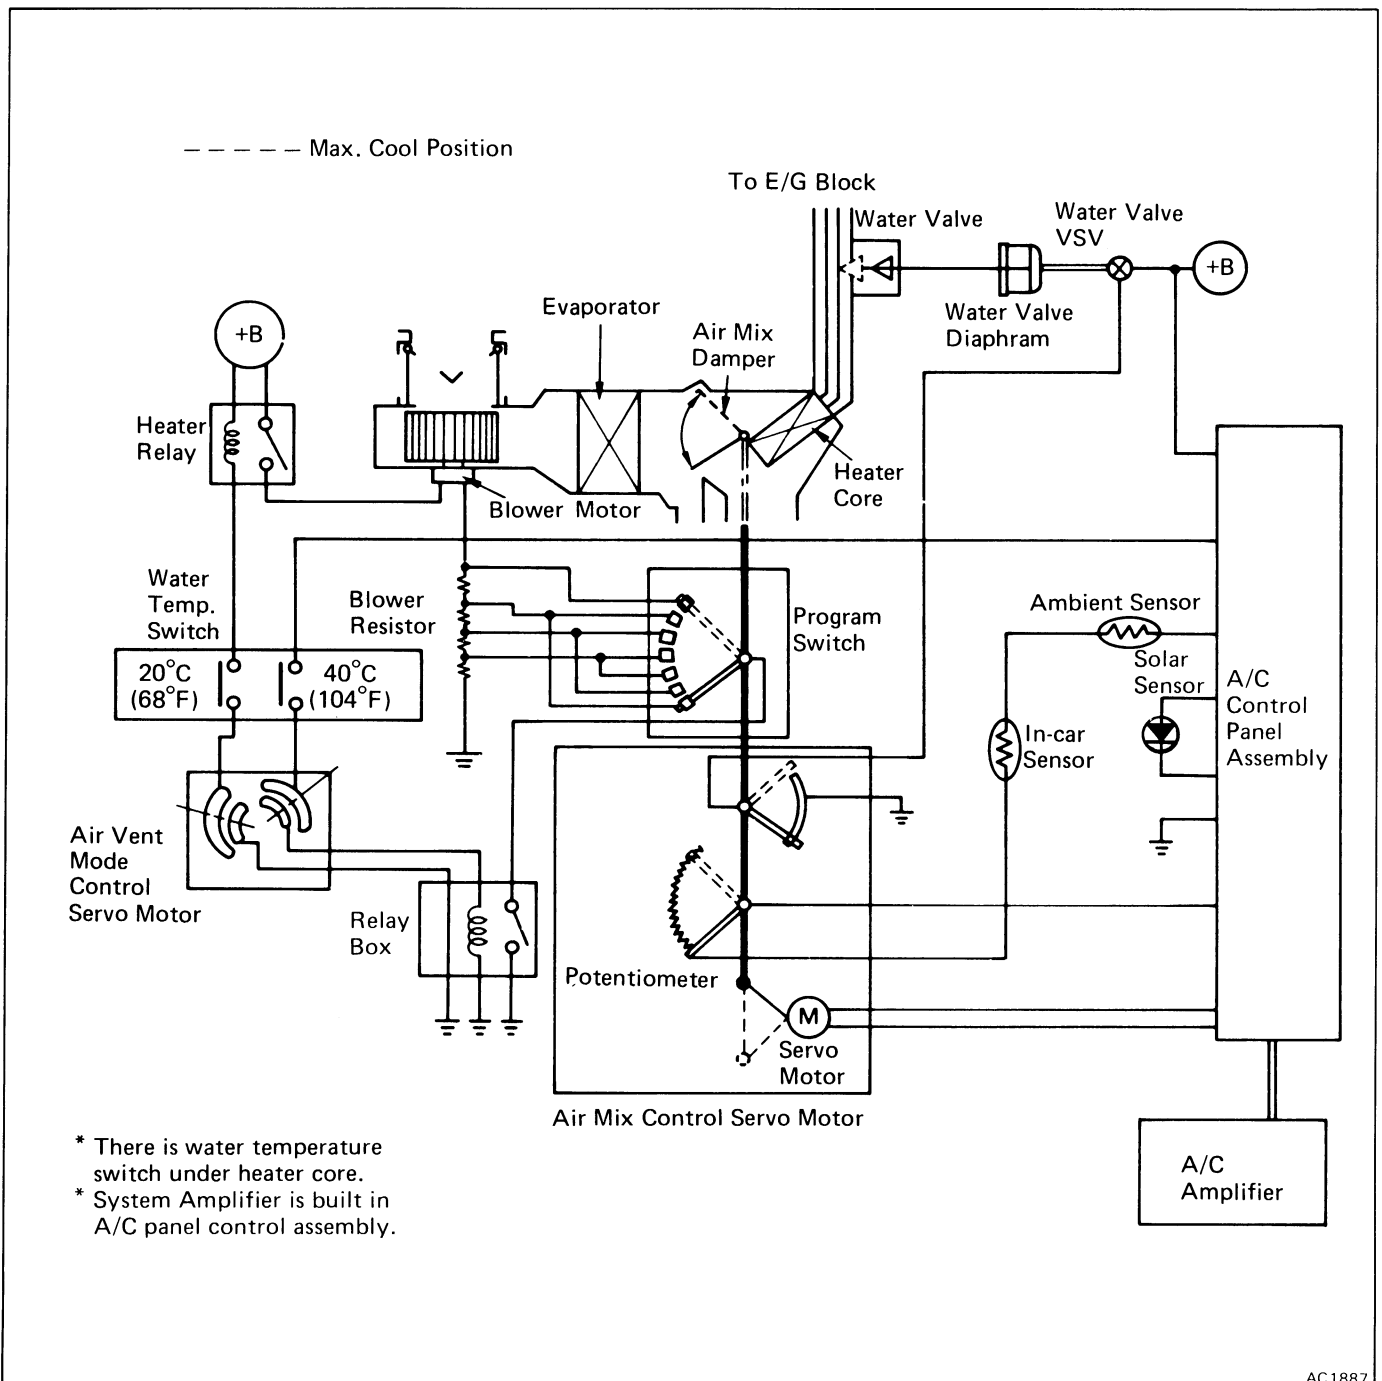 Max. Cool Position
To E/G Block
Water Valve
Water Valve
VSV
+B
Water Valve
Diaphram
Evaporator
Air Mix
Damper
+B
Heater
Relay
Heater
Core
Blower Motor
Water
Temp.
Switch
Blower
Resistor
Program
Switch
Ambient Sensor
Solar
Sensor
20°C
(68°F)
40°C
(104°F)
A/C
Control
Panel
Assembly
In-car
Sensor
Air Vent
Mode
Control
Servo Motor
Relay
Box
Potentiometer
M
Servo
Motor
Air Mix Control Servo Motor
* There is water temperature
switch under heater core.
* System Amplifier is built in
A/C panel control assembly.
A/C
Amplifier
AC1887